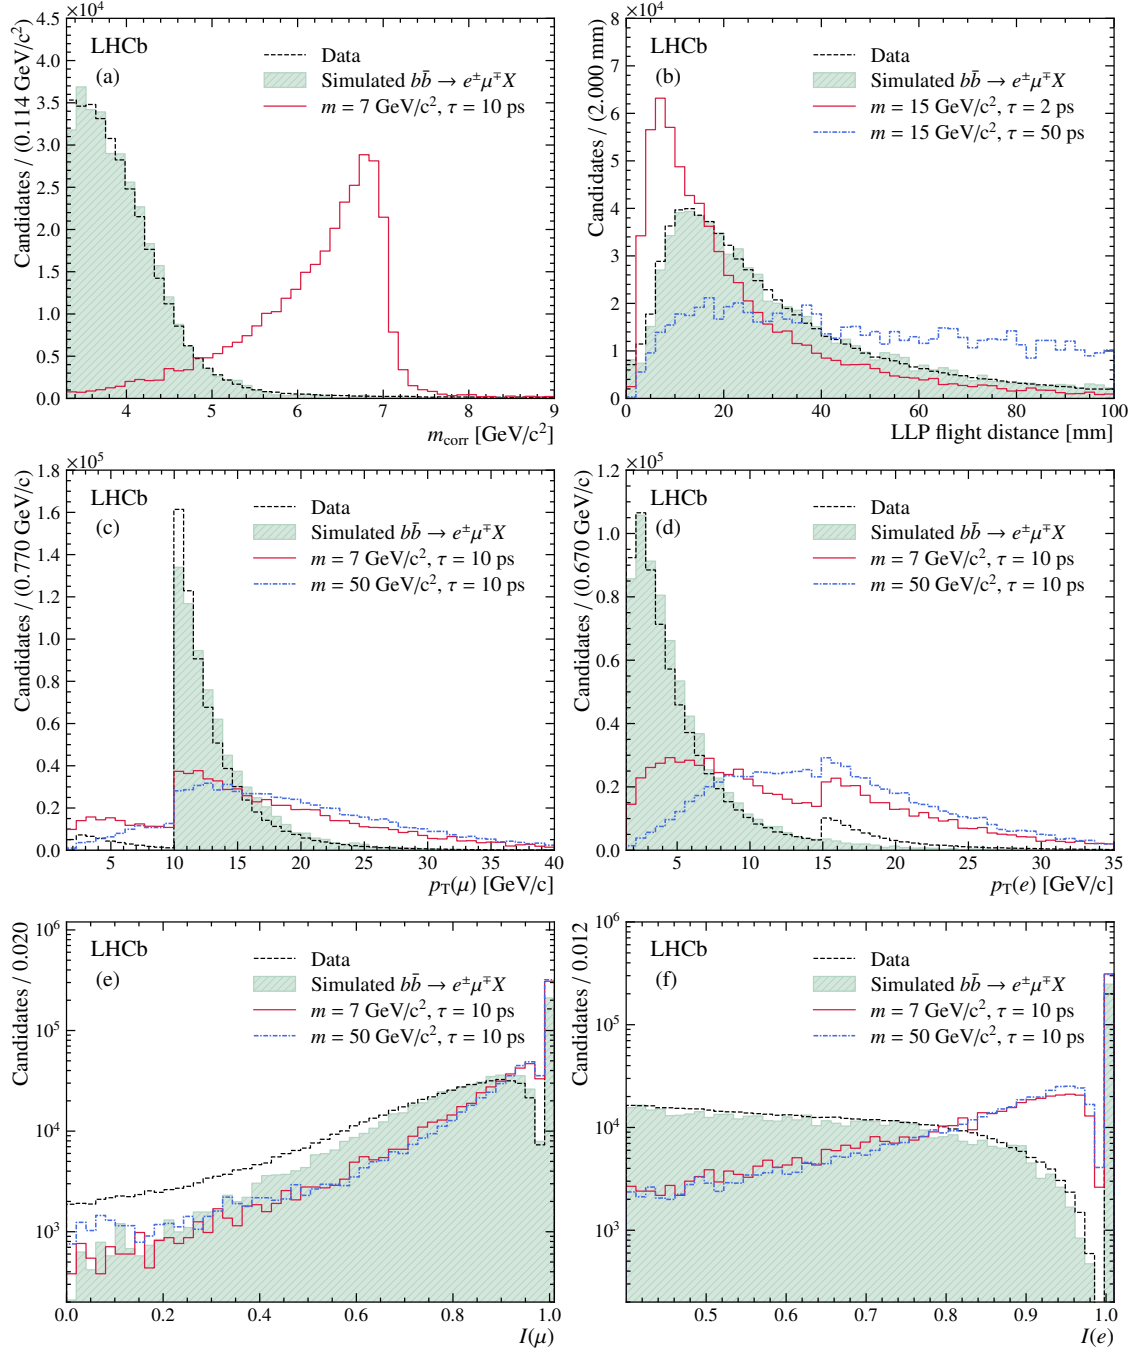 ×10⁴
LHCb
(a)
Data
Simulated bb̄ → e±μ∓X
m = 7 GeV/c², τ = 10 ps
Candidates / (0.114 GeV/c²)
4.5
4.0
3.5
3.0
2.5
2.0
1.5
1.0
0.5
0.0
4 5 6 7 8 9
m_corr [GeV/c²]
×10⁴
LHCb
(b)
Data
Simulated bb̄ → e±μ∓X
m = 15 GeV/c², τ = 2 ps
m = 15 GeV/c², τ = 50 ps
Candidates / (2.000 mm)
8
7
6
5
4
3
2
1
0
0 20 40 60 80 100
LLP flight distance [mm]
×10⁵
LHCb
(c)
Data
Simulated bb̄ → e±μ∓X
m = 7 GeV/c², τ = 10 ps
m = 50 GeV/c², τ = 10 ps
Candidates / (0.770 GeV/c)
1.8
1.6
1.4
1.2
1.0
0.8
0.6
0.4
0.2
0.0
5 10 15 20 25 30 35 40
p_T(μ) [GeV/c]
×10⁵
LHCb
(d)
Data
Simulated bb̄ → e±μ∓X
m = 7 GeV/c², τ = 10 ps
m = 50 GeV/c², τ = 10 ps
Candidates / (0.670 GeV/c)
1.2
1.0
0.8
0.6
0.4
0.2
0.0
5 10 15 20 25 30 35
p_T(e) [GeV/c]
LHCb
(e)
Data
Simulated bb̄ → e±μ∓X
m = 7 GeV/c², τ = 10 ps
m = 50 GeV/c², τ = 10 ps
Candidates / 0.020
10⁶
10⁵
10⁴
10³
0.0 0.2 0.4 0.6 0.8 1.0
I(μ)
LHCb
(f)
Data
Simulated bb̄ → e±μ∓X
m = 7 GeV/c², τ = 10 ps
m = 50 GeV/c², τ = 10 ps
Candidates / 0.012
10⁶
10⁵
10⁴
10³
0.5 0.6 0.7 0.8 0.9 1.0
I(e)